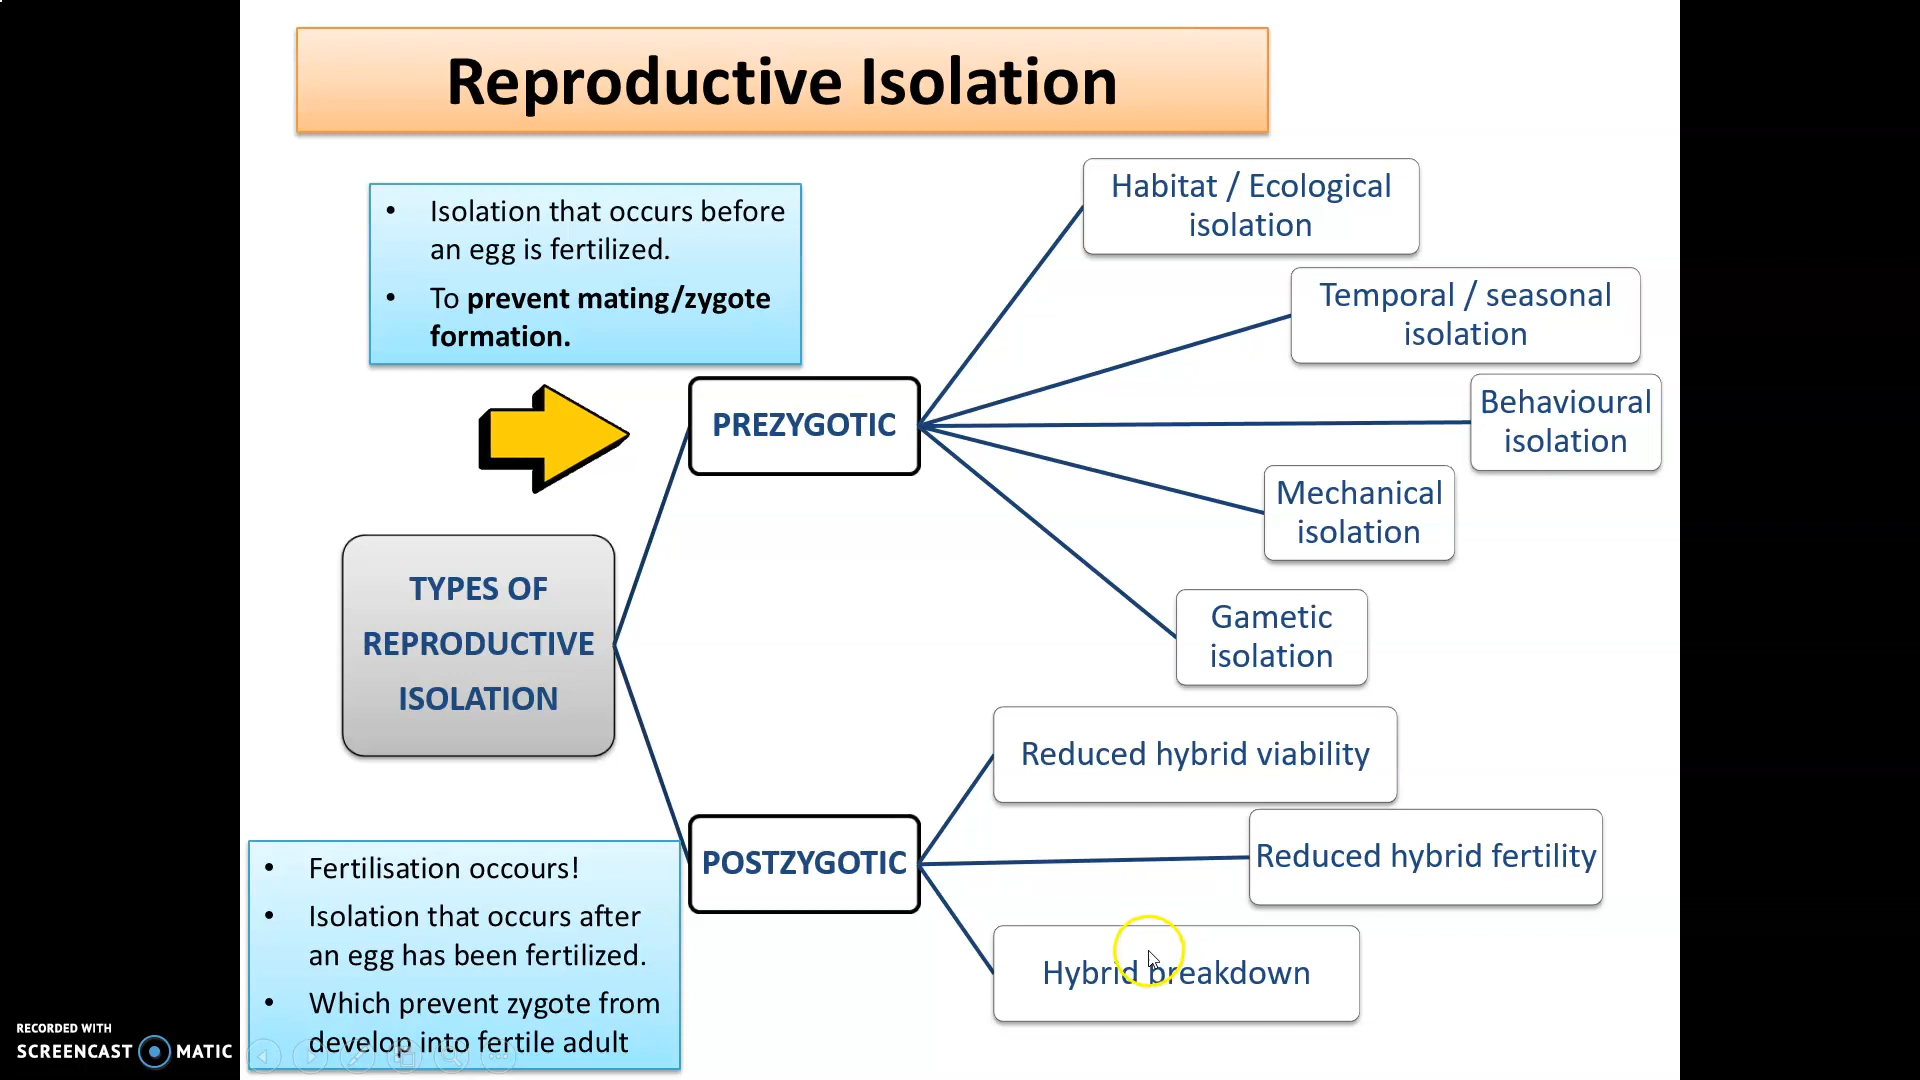 Reproductive Isolation
• Isolation that occurs before
an egg is fertilized.
• To prevent mating/zygote
formation.
Habitat / Ecological
isolation
Temporal / seasonal
isolation
Behavioural
isolation
PREZYGOTIC
Mechanical
isolation
Gametic
isolation
TYPES OF
REPRODUCTIVE
ISOLATION
Reduced hybrid viability
POSTZYGOTIC
Reduced hybrid fertility
Hybrid breakdown
• Fertilisation occours!
• Isolation that occurs after
an egg has been fertilized.
• Which prevent zygote from
develop into fertile adult
RECORDED WITH
SCREENCAST MATIC